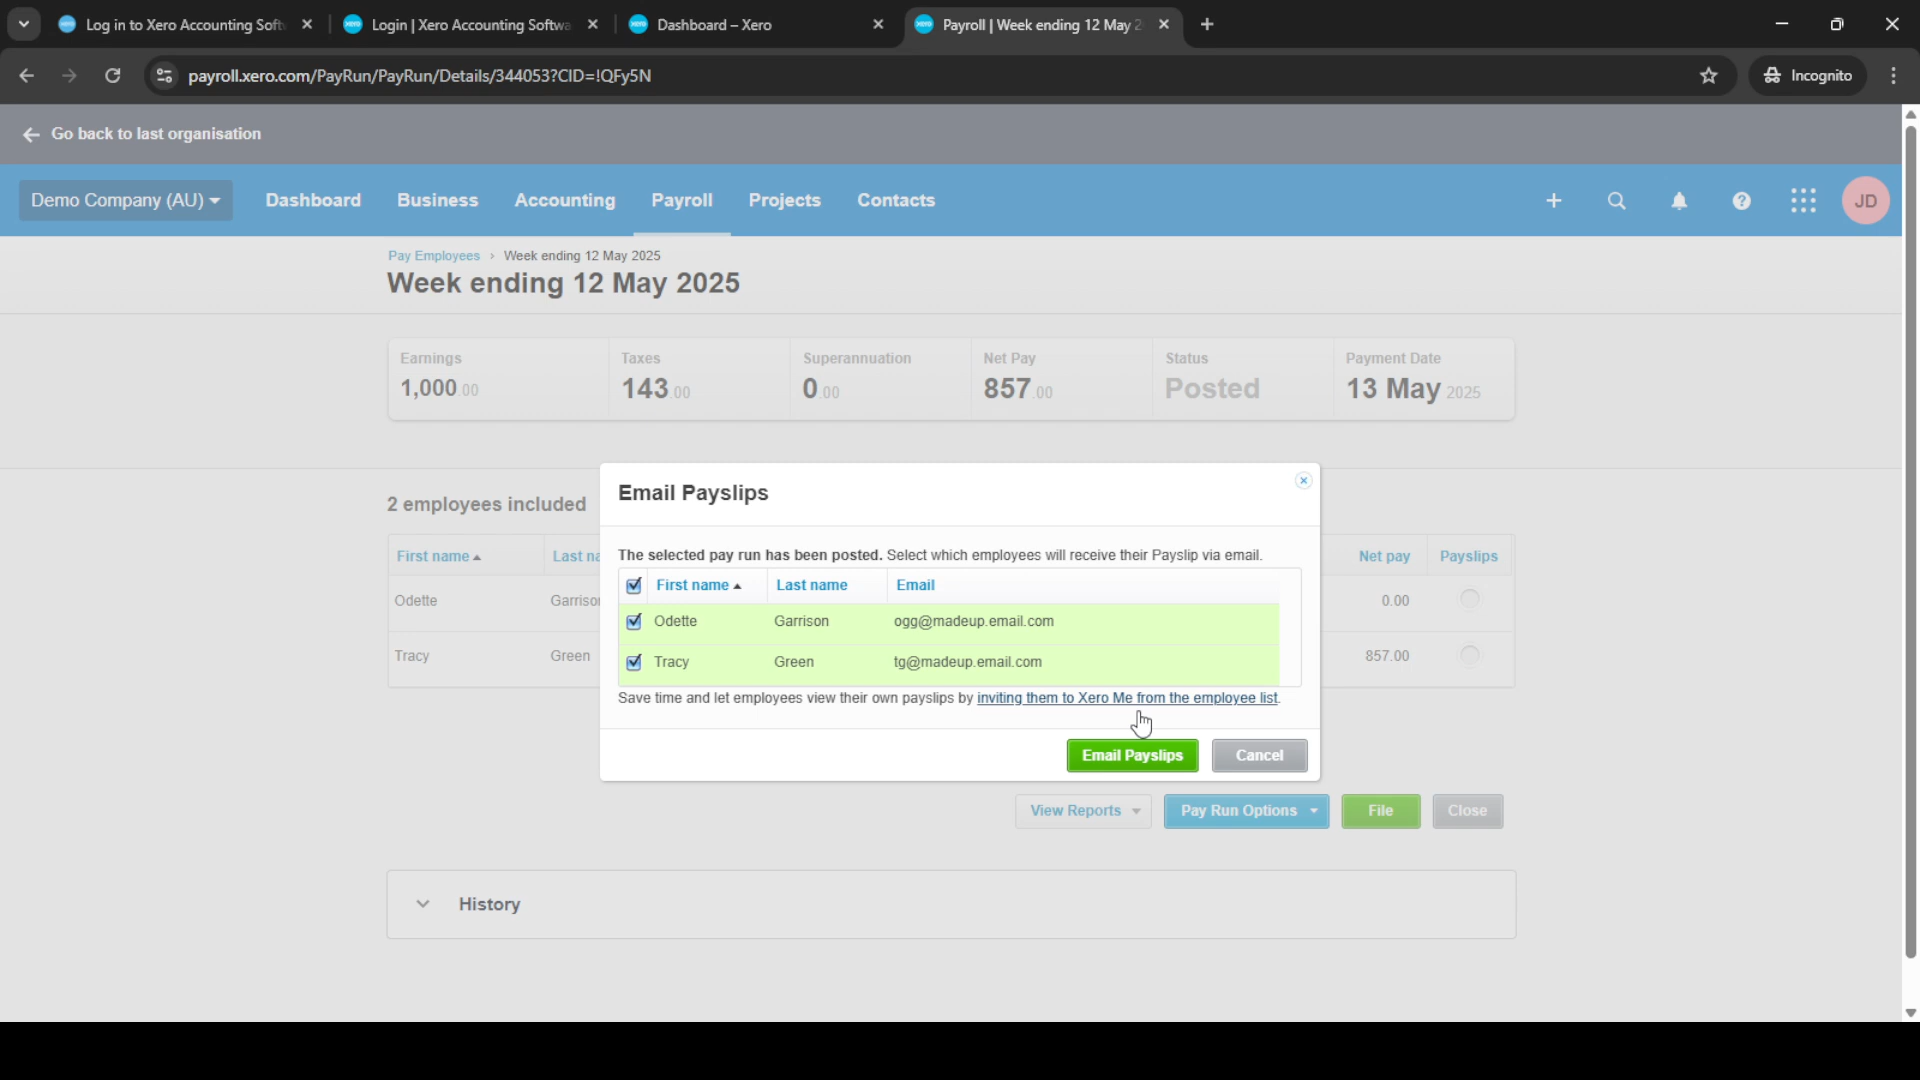 Log in to Xero Accounting Soft
Login | Xero Accounting Softwa
Dashboard – Xero
Payroll | Week ending 12 May 2
payroll.xero.com/PayRun/PayRun/Details/344053?CID=!QFy5N
Incognito
Go back to last organisation
Demo Company (AU)
Dashboard
Business
Accounting
Payroll
Projects
Contacts
JD
Pay Employees › Week ending 12 May 2025
Week ending 12 May 2025
Earnings
1,000.00
Taxes
143.00
Superannuation
0.00
Net Pay
857.00
Status
Posted
Payment Date
13 May 2025
2 employees included
First name
Last na
Net pay
Payslips
Odette
Garrison
0.00
Tracy
Green
857.00
Email Payslips
The selected pay run has been posted. Select which employees will receive their Payslip via email.
First name
Last name
Email
Odette
Garrison
ogg@madeup.email.com
Tracy
Green
tg@madeup.email.com
Save time and let employees view their own payslips by inviting them to Xero Me from the employee list.
Email Payslips
Cancel
View Reports
Pay Run Options
File
Close
History